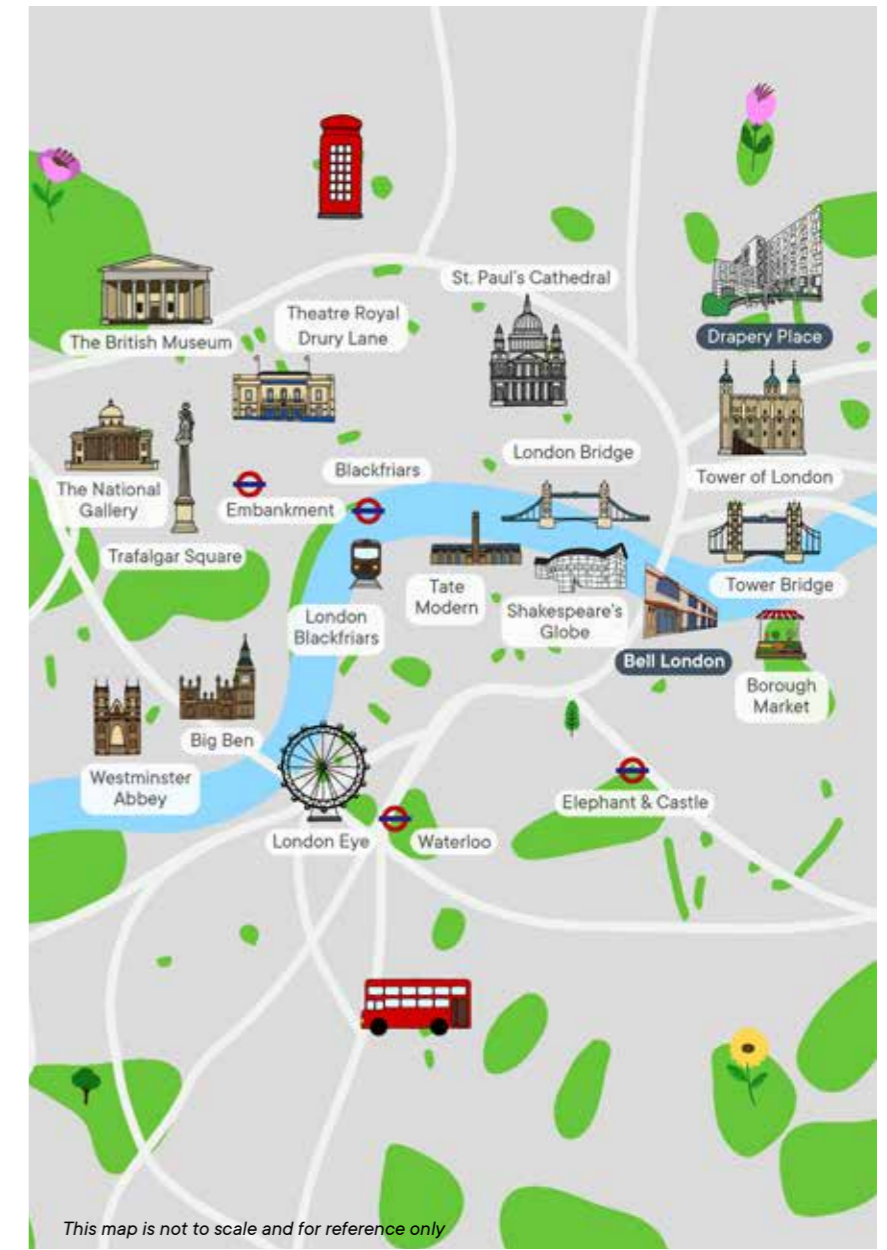 St. Paul's Cathedral
Theatre Royal
Drury Lane
The British Museum
Drapery Place
London Bridge
Blackfriars
Tower of London
The National
Gallery
Embankment
Trafalgar Square
Tate
Modern
Tower Bridge
London
Blackfriars
Shakespeare's
Globe
Bell London
Borough
Market
Big Ben
Westminster
Abbey
Elephant & Castle
London Eye
Waterloo
This map is not to scale and for reference only